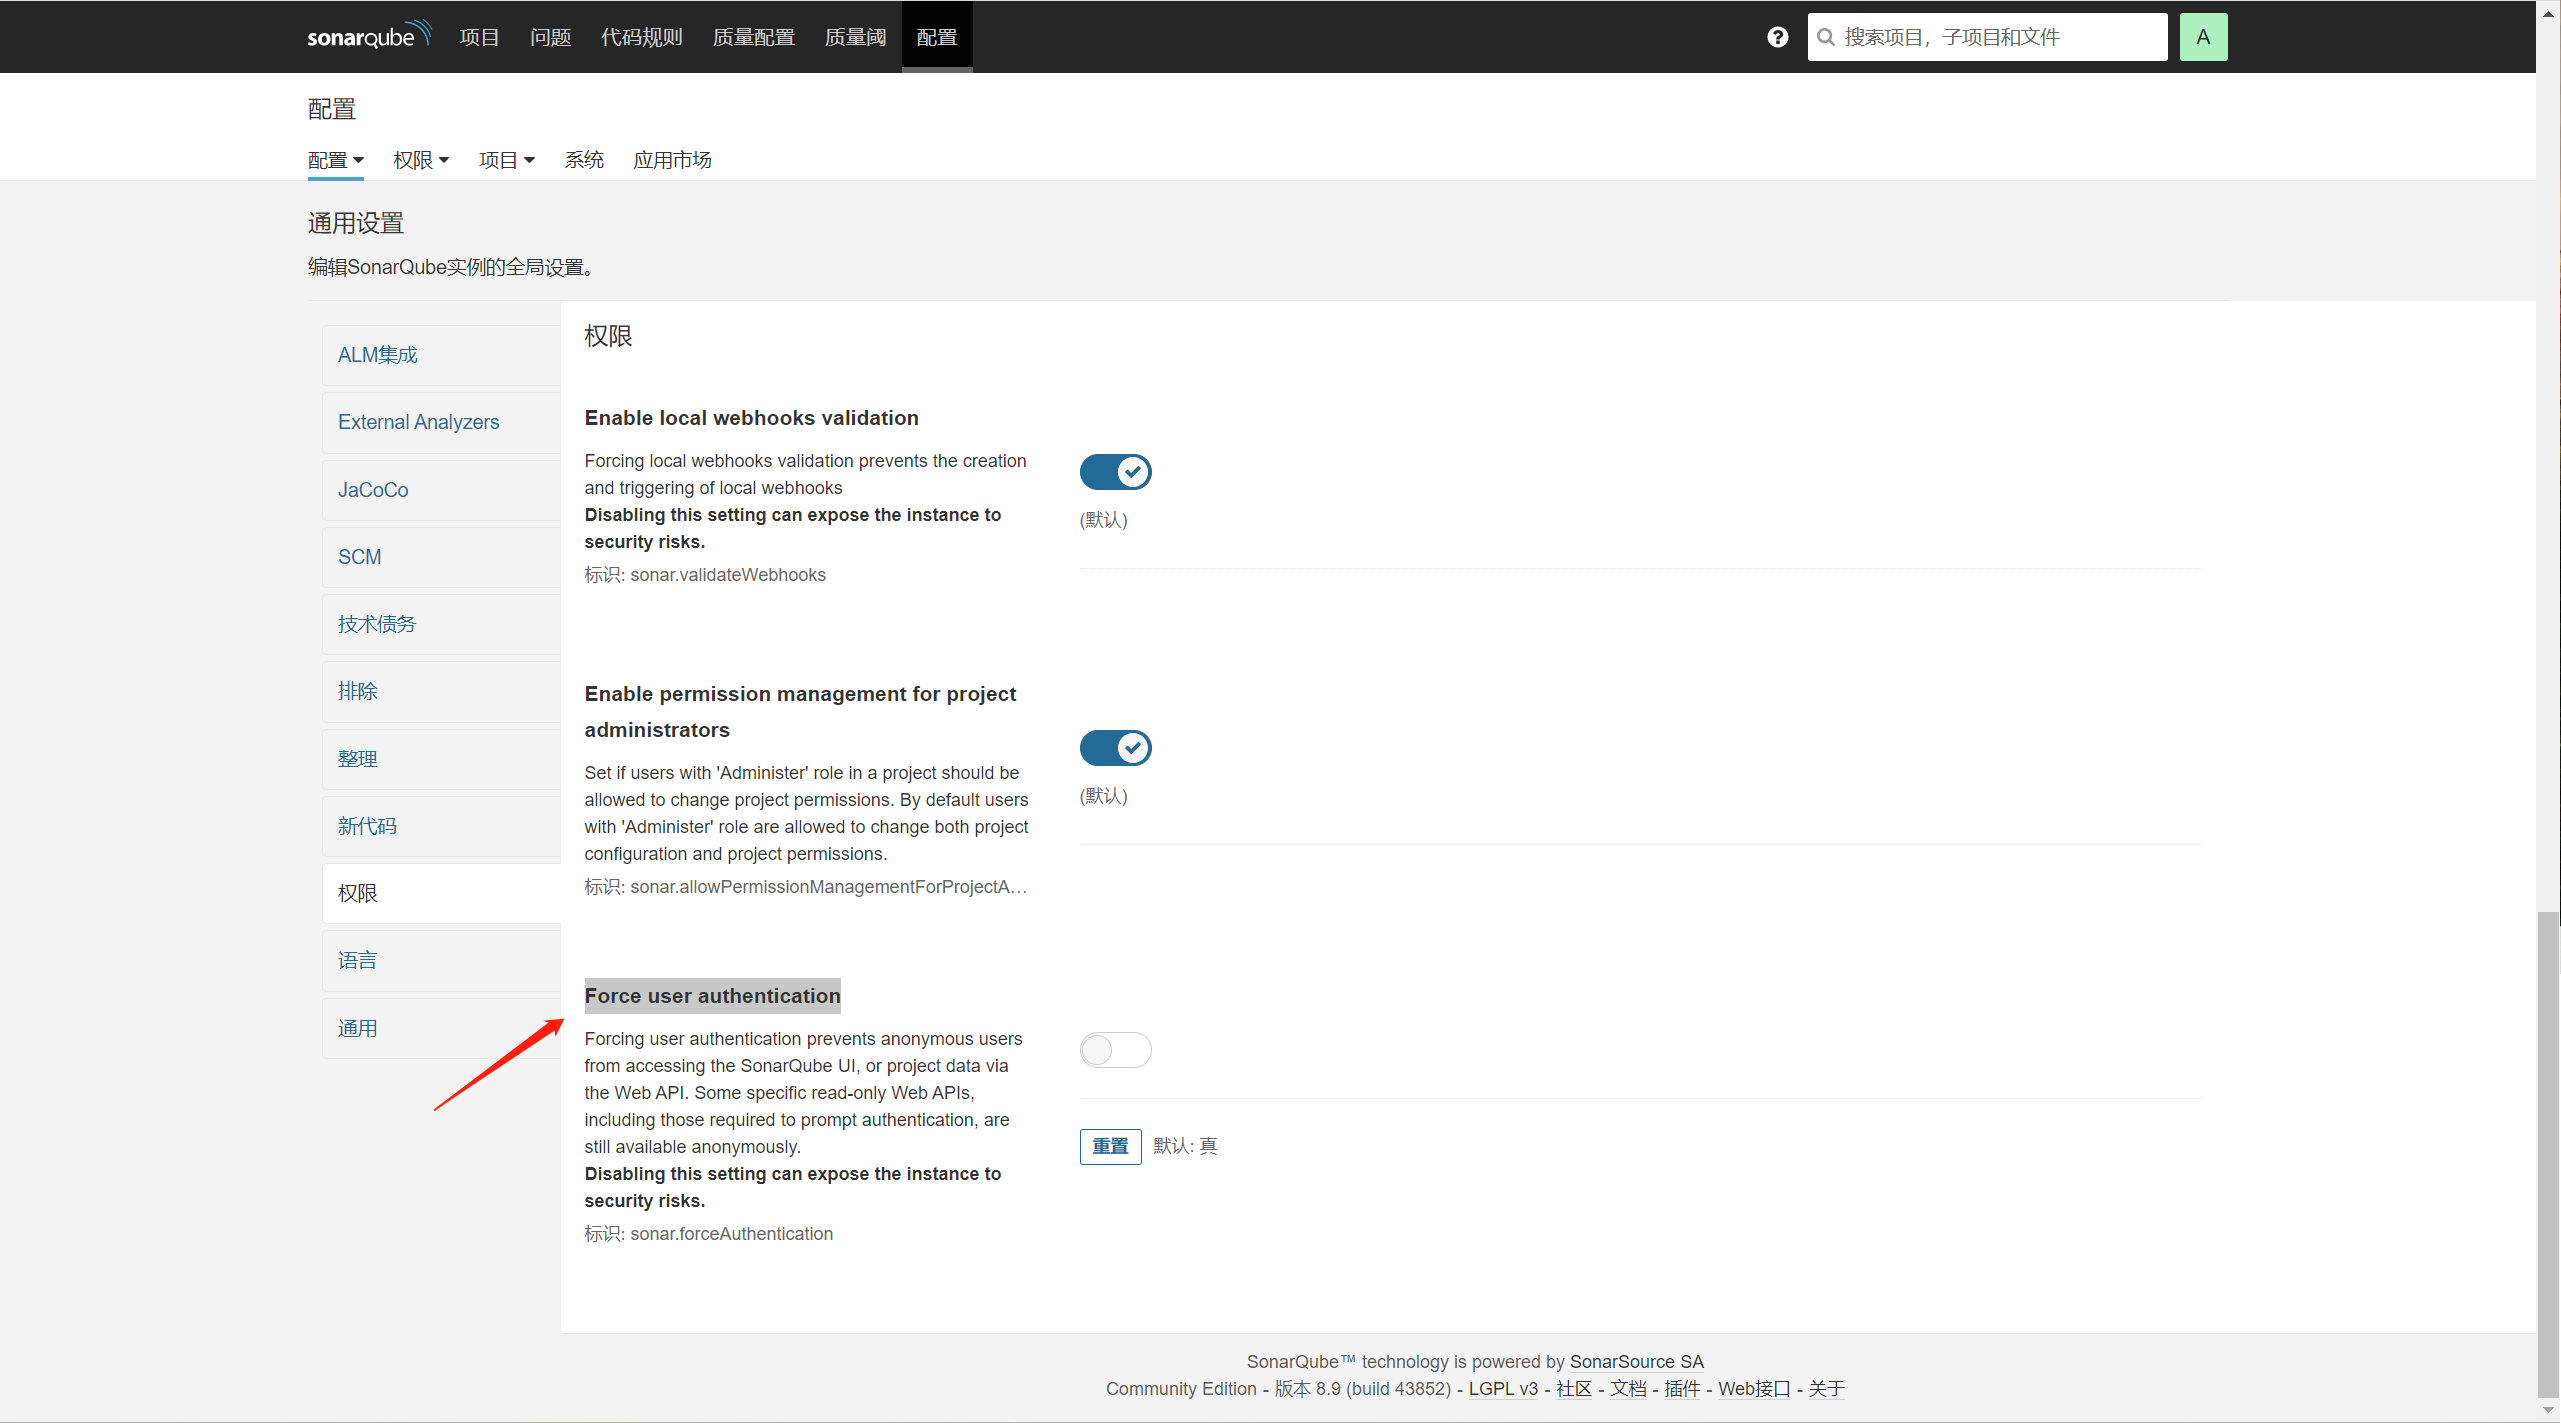 sonarqube 项目 问题 代码规则 质量配置 质量阈 配置 搜索项目，子项目和文件 A
配置
配置 权限 项目 系统 应用市场
通用设置
编辑SonarQube实例的全局设置。
ALM集成
External Analyzers
JaCoCo
SCM
技术债务
排除
整理
新代码
权限
语言
通用
权限
Enable local webhooks validation
Forcing local webhooks validation prevents the creation
and triggering of local webhooks
Disabling this setting can expose the instance to
security risks.
标识: sonar.validateWebhooks
(默认)
Enable permission management for project
administrators
Set if users with 'Administer' role in a project should be
allowed to change project permissions. By default users
with 'Administer' role are allowed to change both project
configuration and project permissions.
标识: sonar.allowPermissionManagementForProjectA…
(默认)
Force user authentication
Forcing user authentication prevents anonymous users
from accessing the SonarQube UI, or project data via
the Web API. Some specific read-only Web APIs,
including those required to prompt authentication, are
still available anonymously.
Disabling this setting can expose the instance to
security risks.
标识: sonar.forceAuthentication
重置 默认: 真
SonarQube™ technology is powered by SonarSource SA
Community Edition - 版本 8.9 (build 43852) - LGPL v3 - 社区 - 文档 - 插件 - Web接口 - 关于